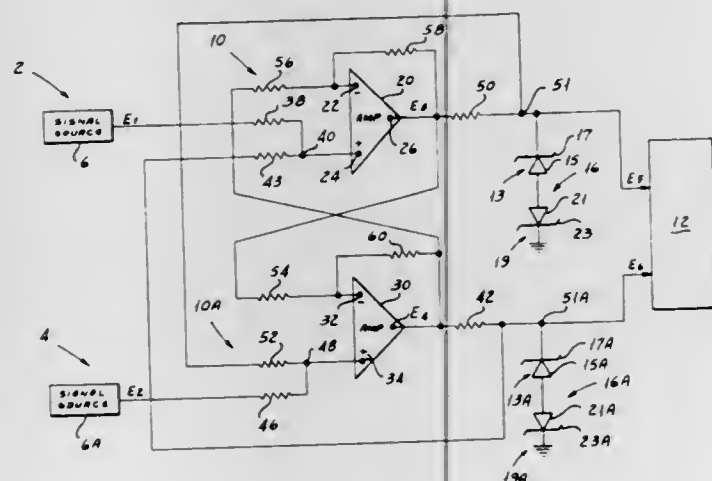 58
10
56
20
2
38
22
50
51
SIGNAL
SOURCE
E1
40
AMP
E3
17
6
26
15
43
24
13
16
E5
21
12
60
19
23
54
E6
30
32
42
51A
10A
AMP
E4
4
52
48
17A
34
15A
13A
16A
SIGNAL
SOURCE
E2
46
21A
6A
23A
19A